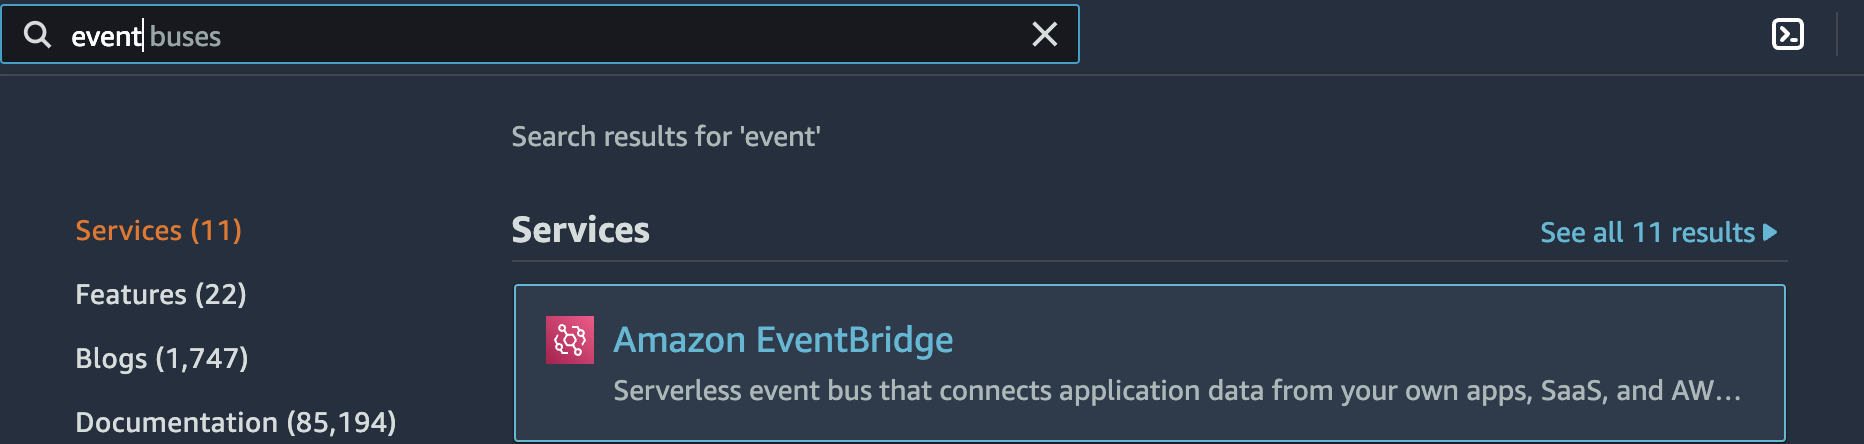 event buses
Search results for 'event'
Services (11)
Features (22)
Blogs (1,747)
Documentation (85,194)
Services
See all 11 results
Amazon EventBridge
Serverless event bus that connects application data from your own apps, SaaS, and AW...